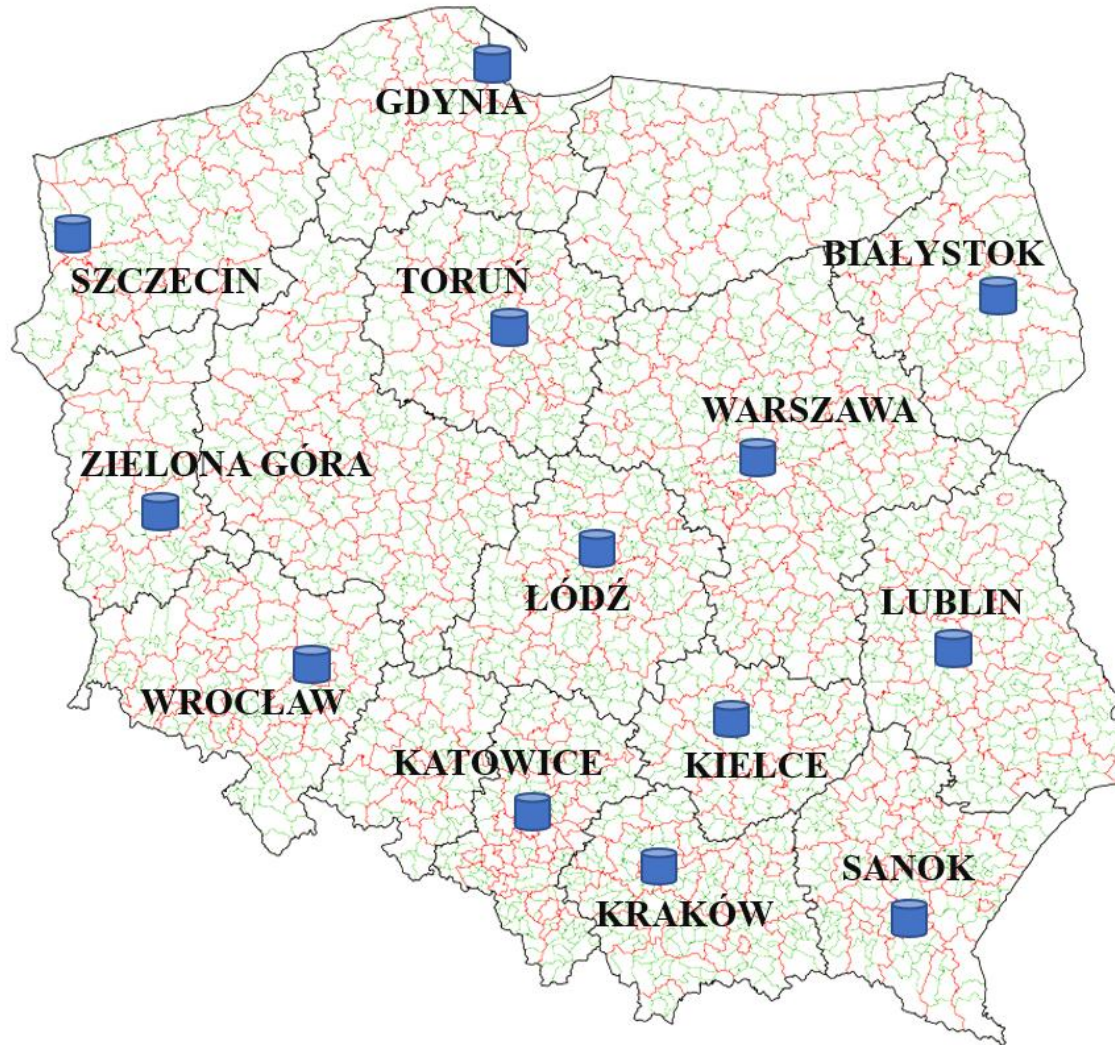 GDYNIA
BIAŁYSTOK
SZCZECIN
TORUŃ
WARSZAWA
ZIELONA GÓRA
ŁÓDŹ
LUBLIN
WROCŁAW
KATOWICE
KIELCE
SANOK
KRAKÓW